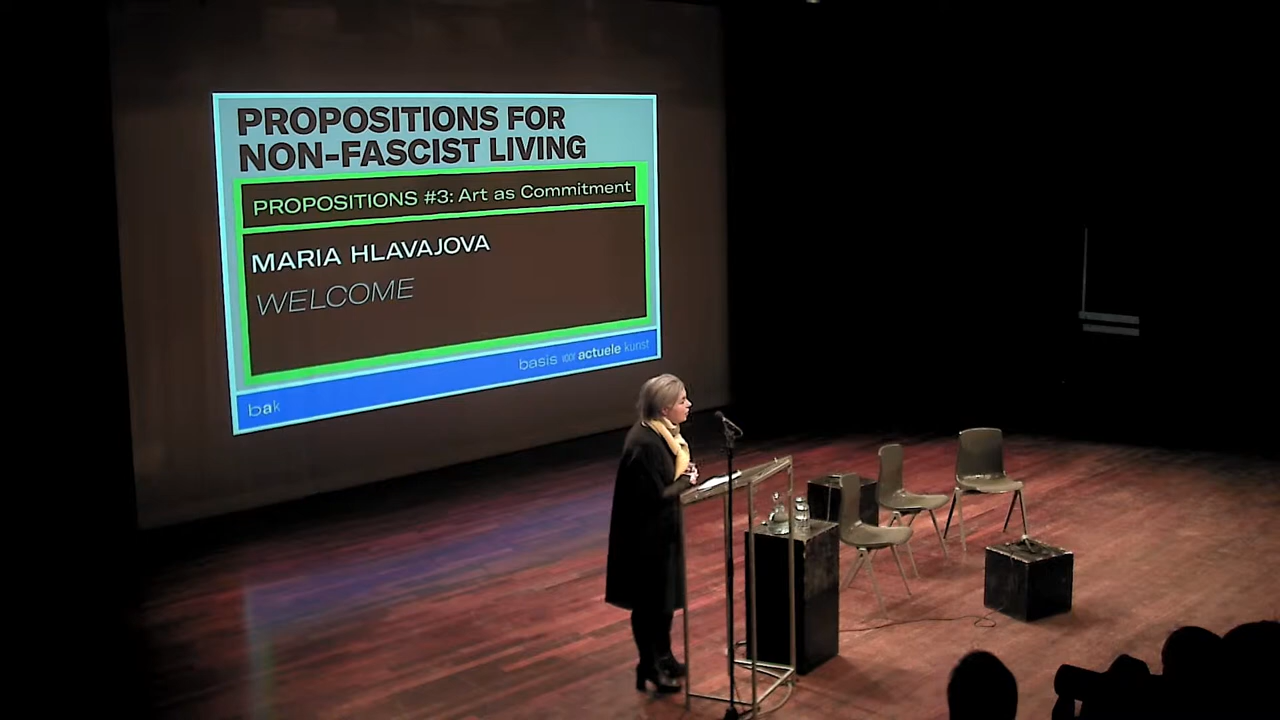 PROPOSITIONS FOR
NON-FASCIST LIVING
PROPOSITIONS #3: Art as Commitment
MARIA HLAVAJOVA
WELCOME
basis voor actuele kunst
bak